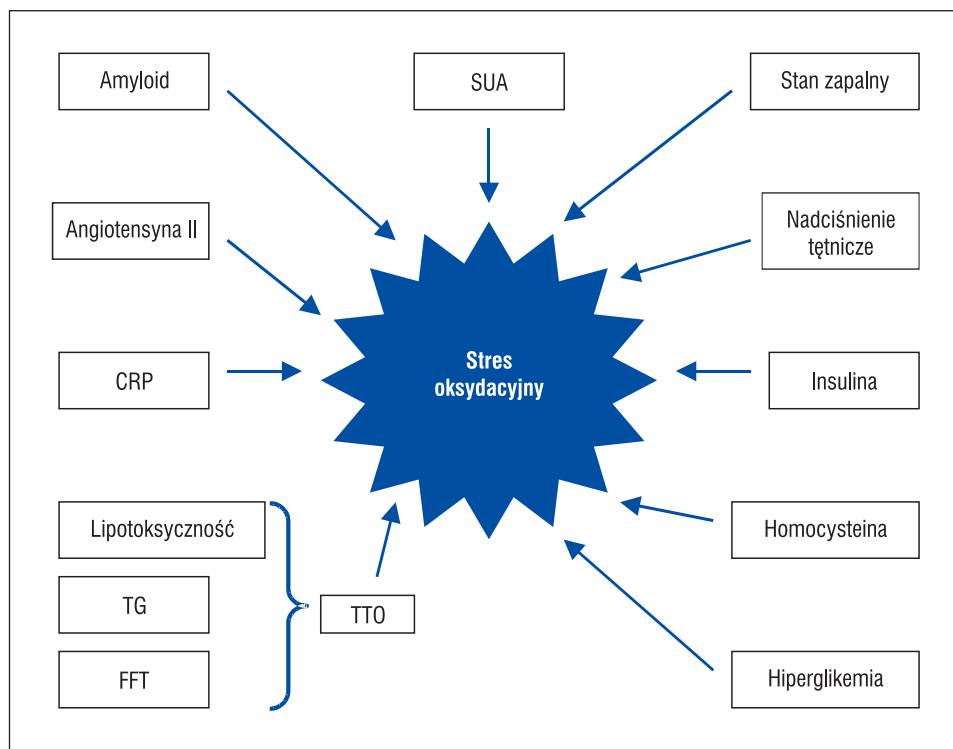 Amyloid
SUA
Stan zapalny
Angiotensyna II
Nadciśnienie
tętnicze
Stres
oksydacyjny
CRP
Insulina
Lipotoksyczność
Homocysteina
TG
TTO
FFT
Hiperglikemia